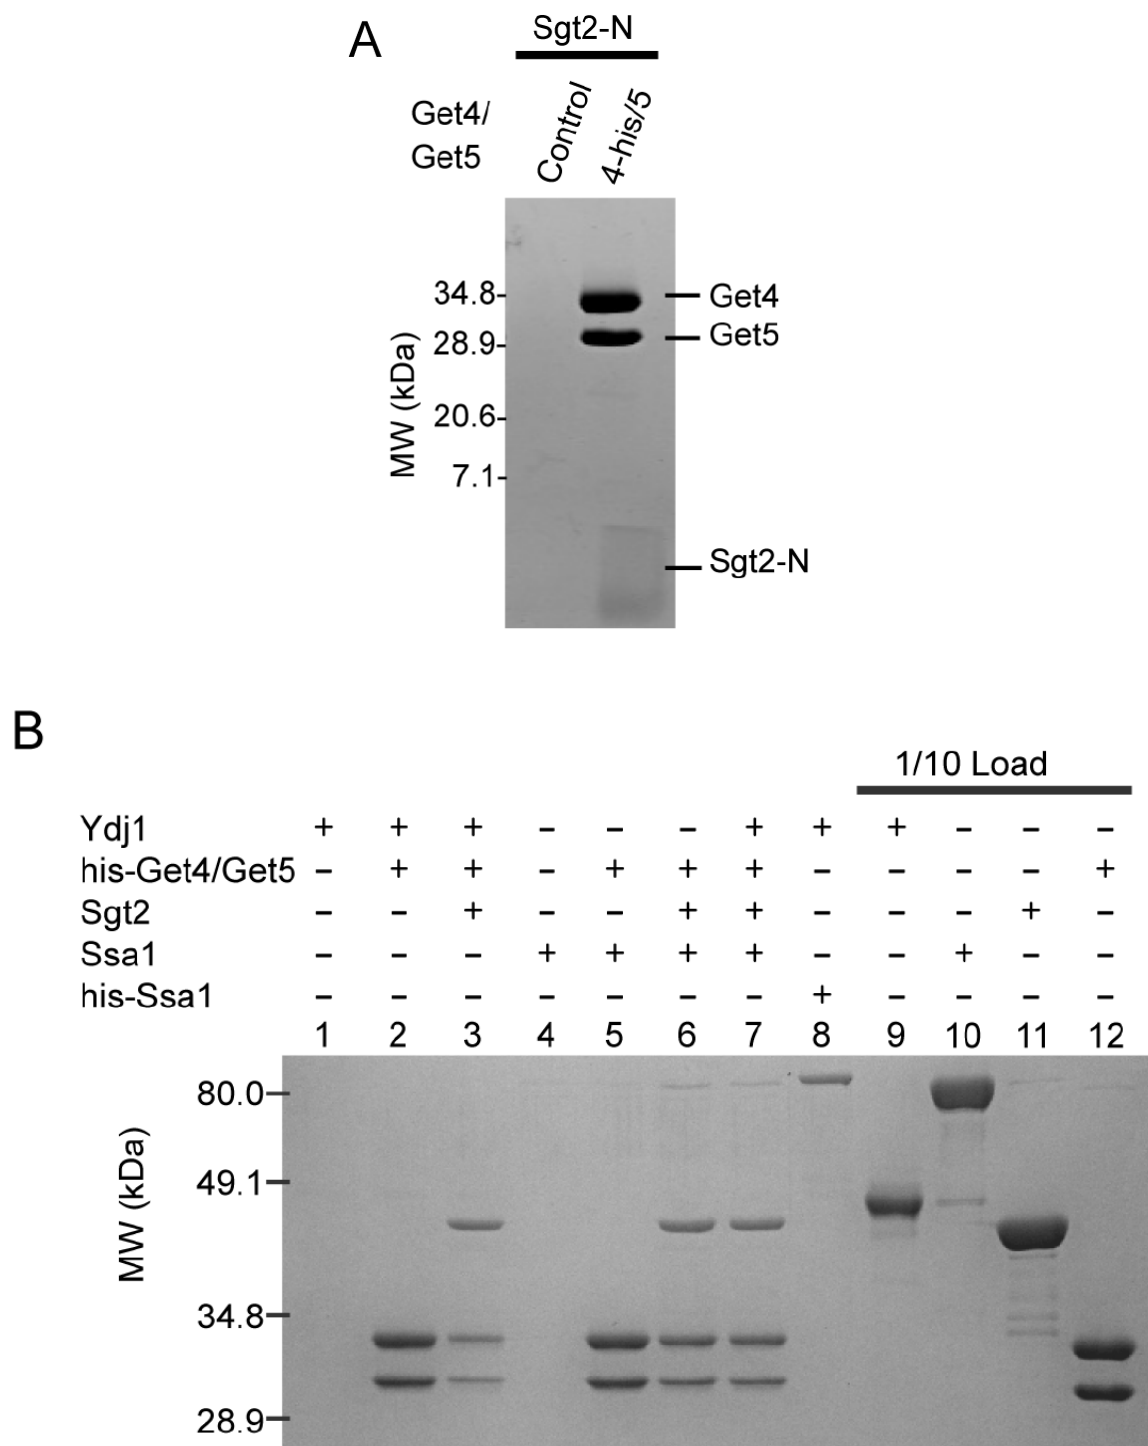 A
Sgt2-N
Get4/
Get5
Control
4-his/5
34.8-
28.9-
20.6-
7.1-
MW (kDa)
Get4
Get5
Sgt2-N
B
1/10 Load
Ydj1 + + + – – – + + + – – –
his-Get4/Get5 – + + – + + + – – – – +
Sgt2 – – + – – + + – – – + –
Ssa1 – – – + + + + – – + – –
his-Ssa1 – – – – – – – + – – – –
1 2 3 4 5 6 7 8 9 10 11 12
80.0
49.1
34.8
28.9
MW (kDa)